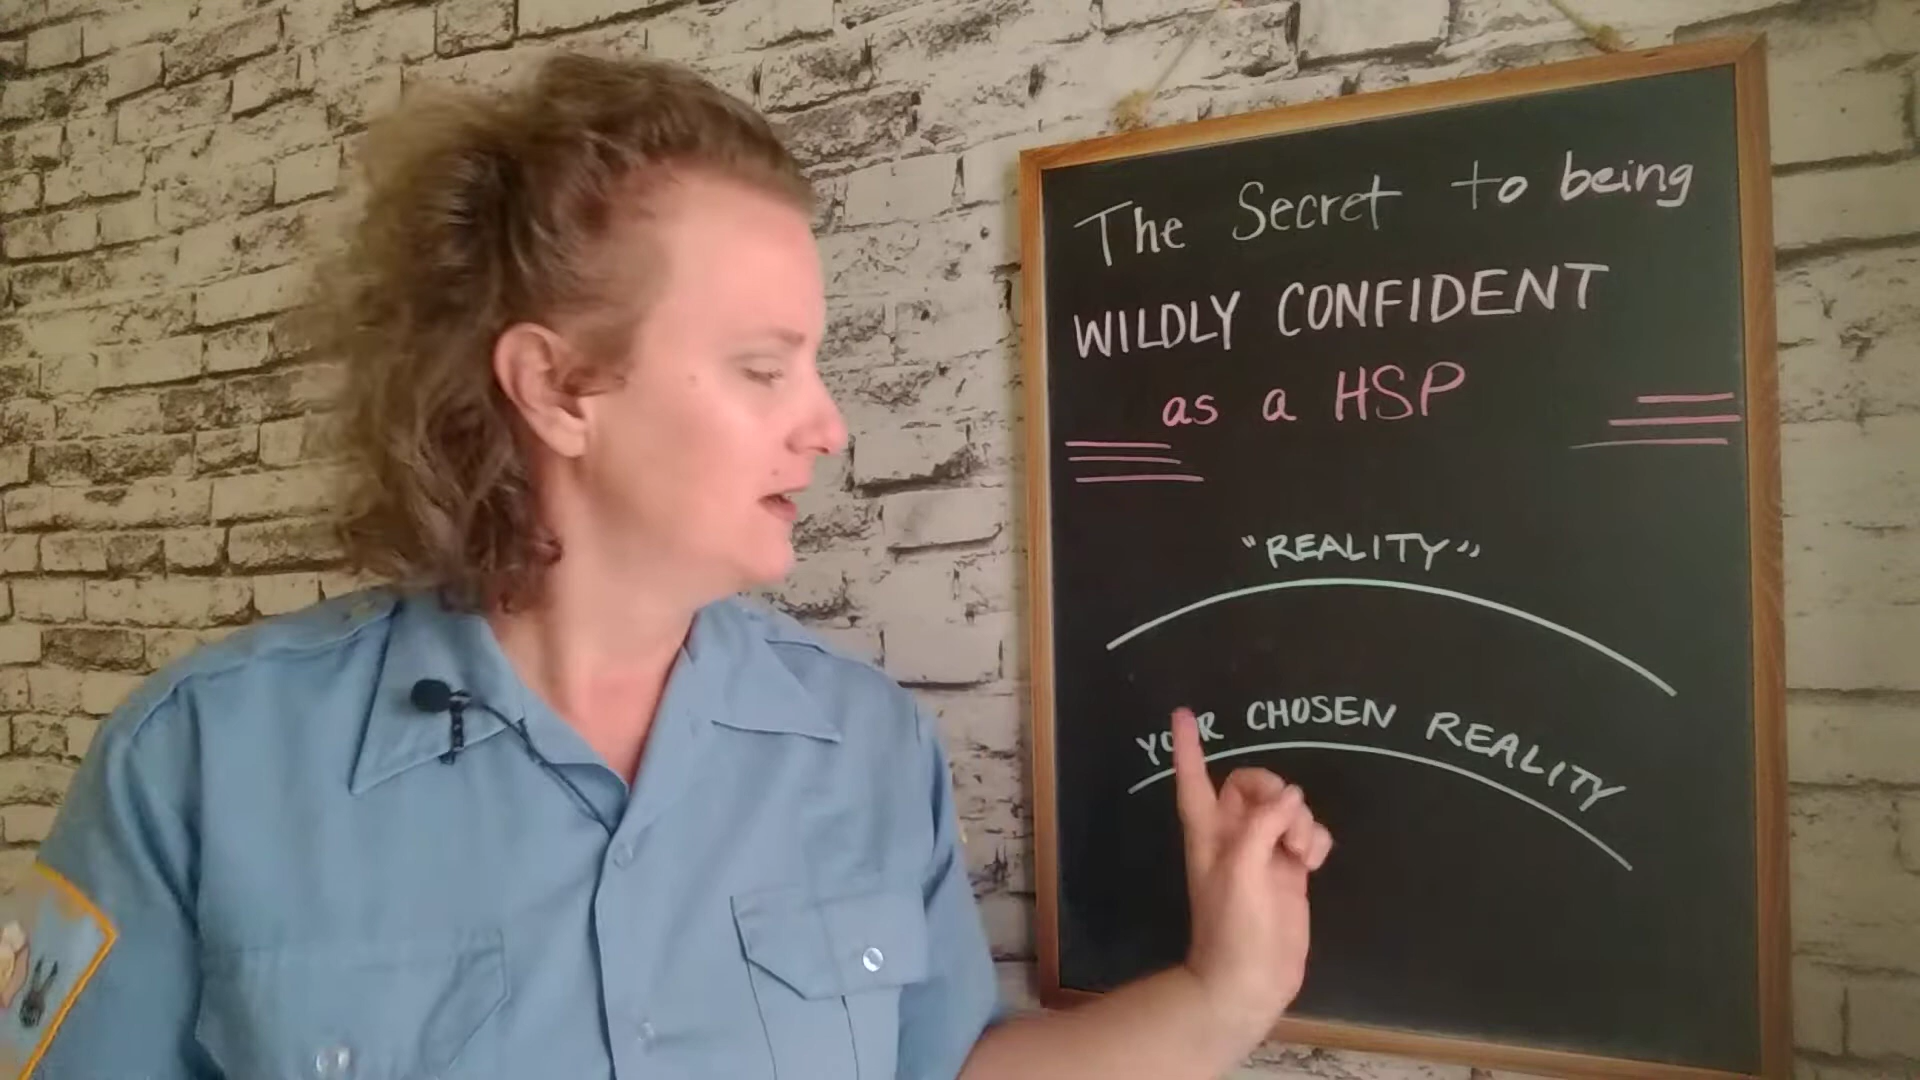 The Secret to being
WILDLY CONFIDENT
as a HSP
"REALITY"
YOUR CHOSEN REALITY